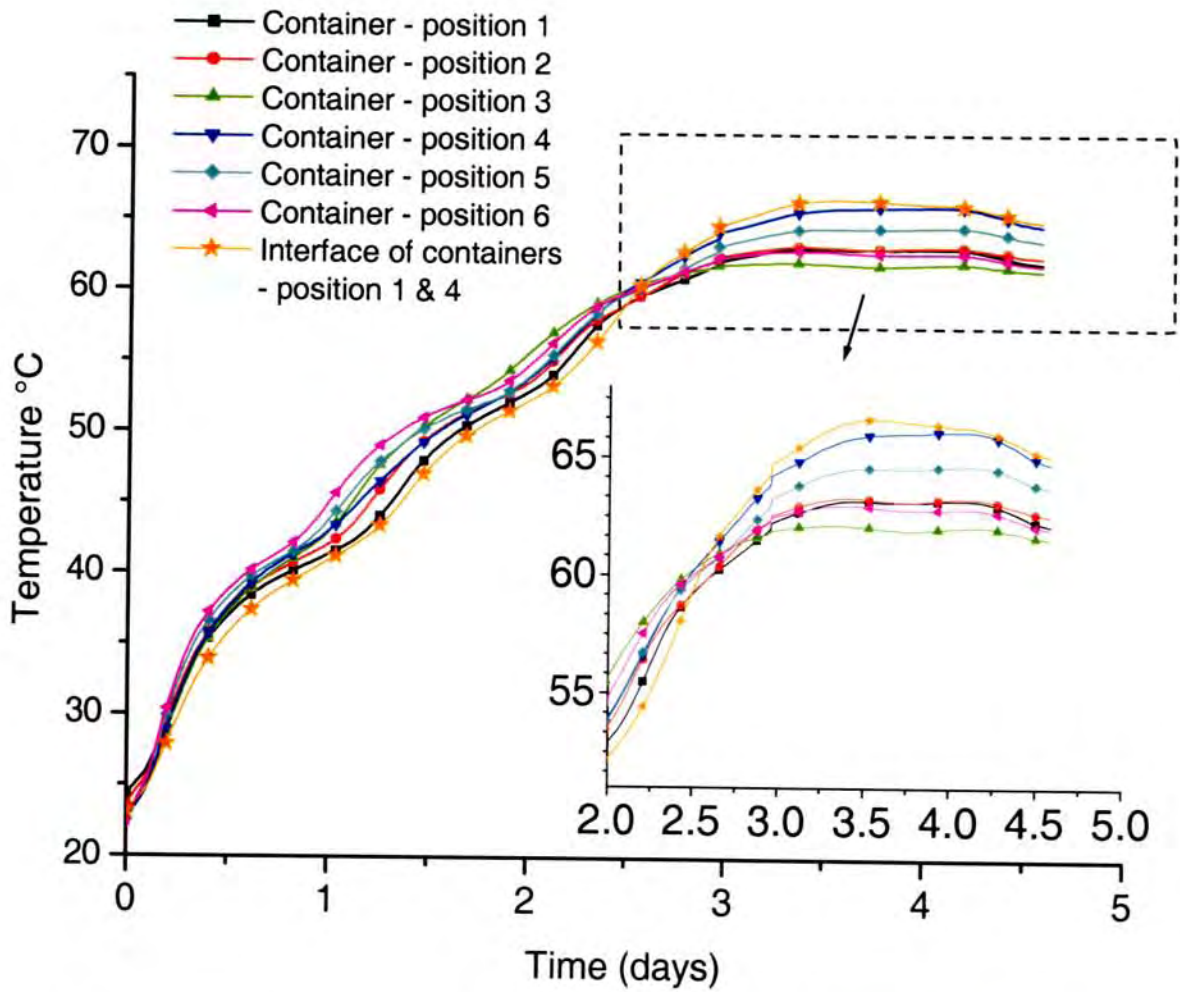 Container - position 1
Container - position 2
Container - position 3
Container - position 4
Container - position 5
Container - position 6
Interface of containers
- position 1 & 4
Temperature °C
70
60
50
40
30
20
0
1
2
3
4
5
Time (days)
65
60
55
2.0
2.5
3.0
3.5
4.0
4.5
5.0